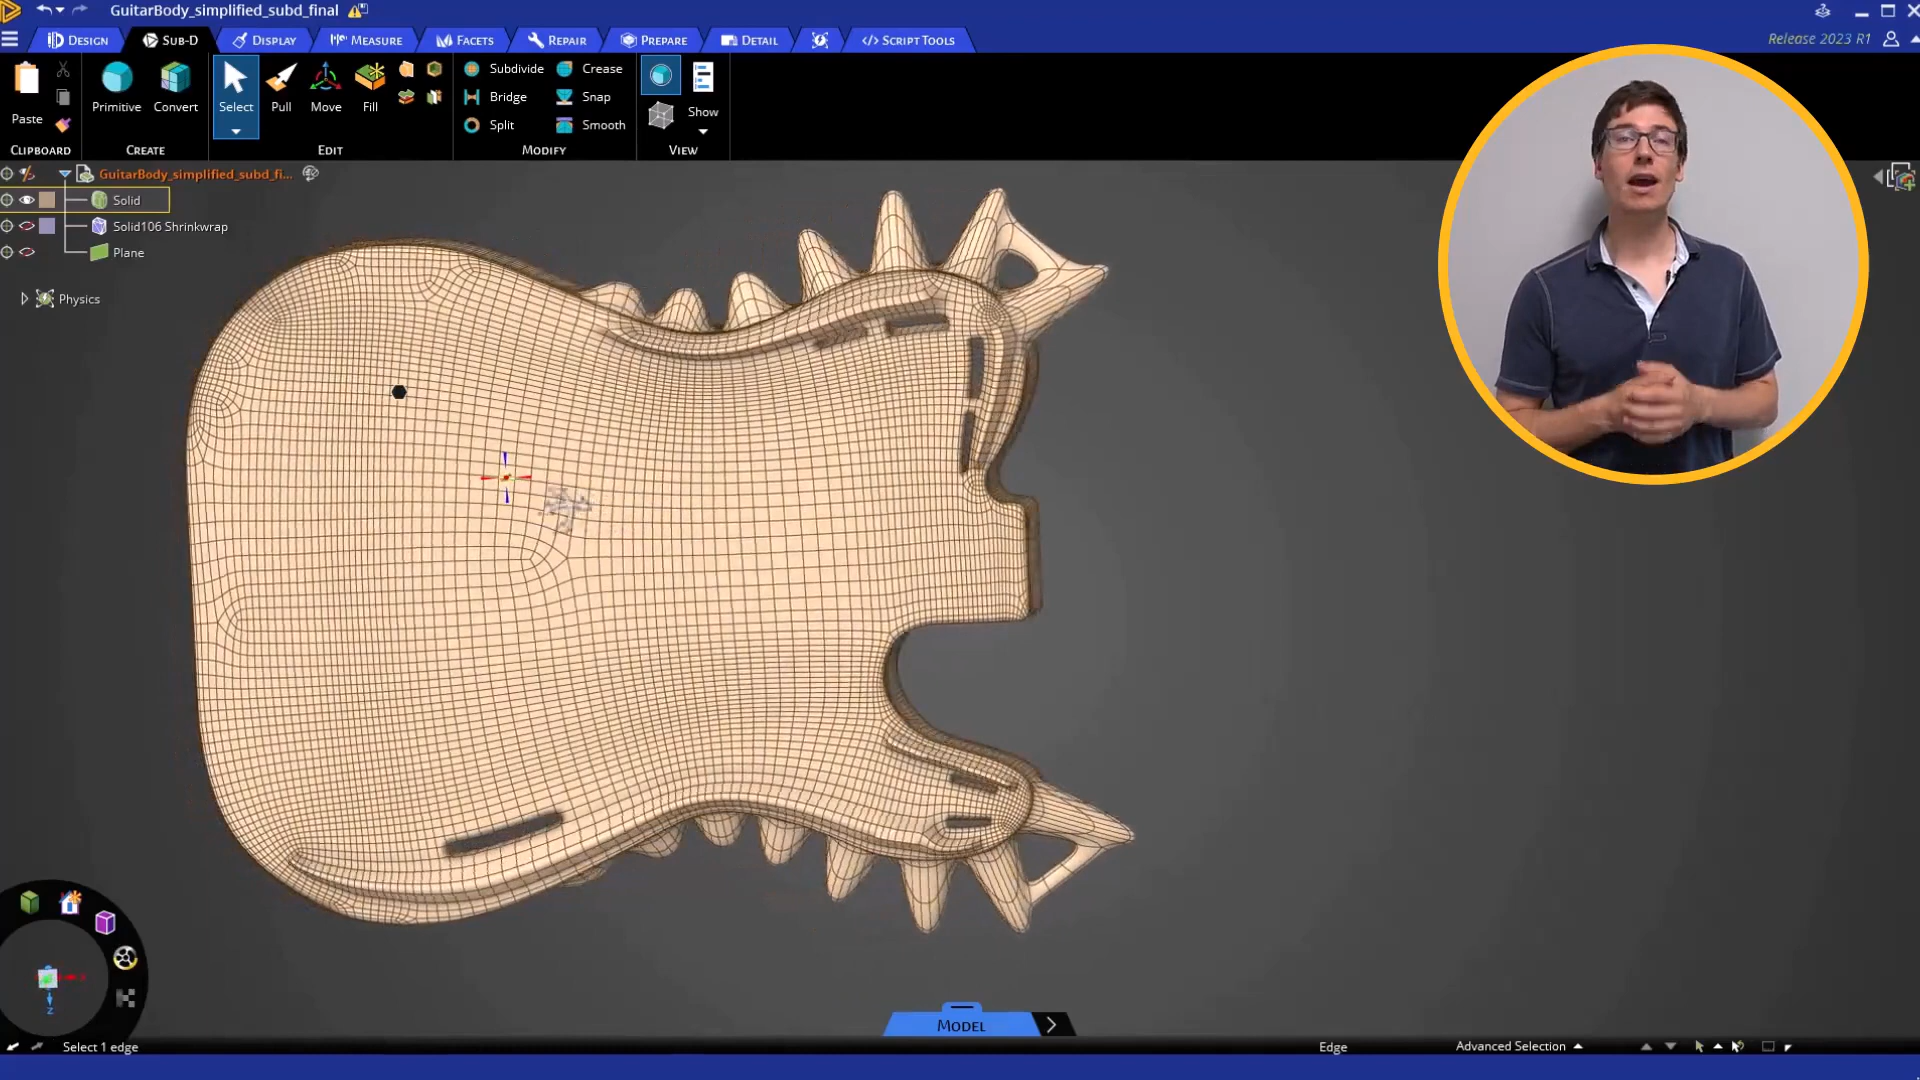 GuitarBody_simplified_subd_final
Design
Sub-D
Display
Measure
Facets
Repair
Prepare
Detail
</> Script Tools
Release 2023 R1
Paste
Primitive
Convert
Select
Pull
Move
Fill
Subdivide
Crease
Bridge
Snap
Split
Smooth
Show
Clipboard
Create
Edit
Modify
View
GuitarBody_simplified_subd_fi...
Solid
Solid106 Shrinkwrap
Plane
Physics
Z
Model
Select 1 edge
Edge
Advanced Selection